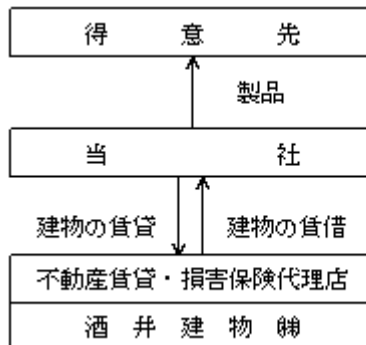 得意先
製品
当社
建物の賃貸 建物の賃借
不動産賃貸・損害保険代理店
酒井建物㈱